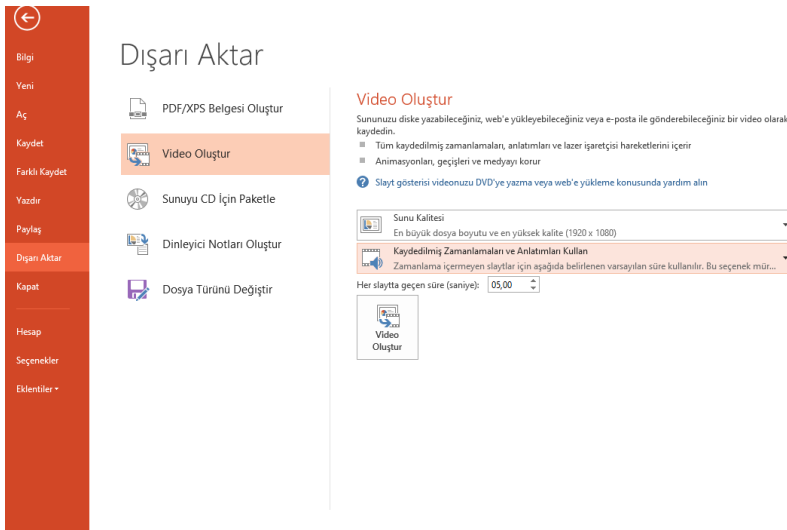 Bilgi
Yeni
Aç
Kaydet
Farklı Kaydet
Yazdır
Paylaş
Dışarı Aktar
Kapat
Hesap
Seçenekler
Eklentiler
Dışarı Aktar
PDF/XPS Belgesi Oluştur
Video Oluştur
Sunuyu CD İçin Paketle
Dinleyici Notları Oluştur
Dosya Türünü Değiştir
Video Oluştur
Sununuzu diske yazabileceğiniz, web'e yükleyebileceğiniz veya e-posta ile gönderebileceğiniz bir video olarak
kaydedin.
Tüm kaydedilmiş zamanlamaları, anlatımları ve lazer işaretçisi hareketlerini içerir
Animasyonları, geçişleri ve medyayı korur
Slayt gösterisi videonuzu DVD'ye yazma veya web'e yükleme konusunda yardım alın
Sunu Kalitesi
En büyük dosya boyutu ve en yüksek kalite (1920 x 1080)
Kaydedilmiş Zamanlamaları ve Anlatımları Kullan
Zamanlama içermeyen slaytlar için aşağıda belirlenen varsayılan süre kullanılır. Bu seçenek mür...
Her slaytta geçen süre (saniye): 05,00
Video
Oluştur